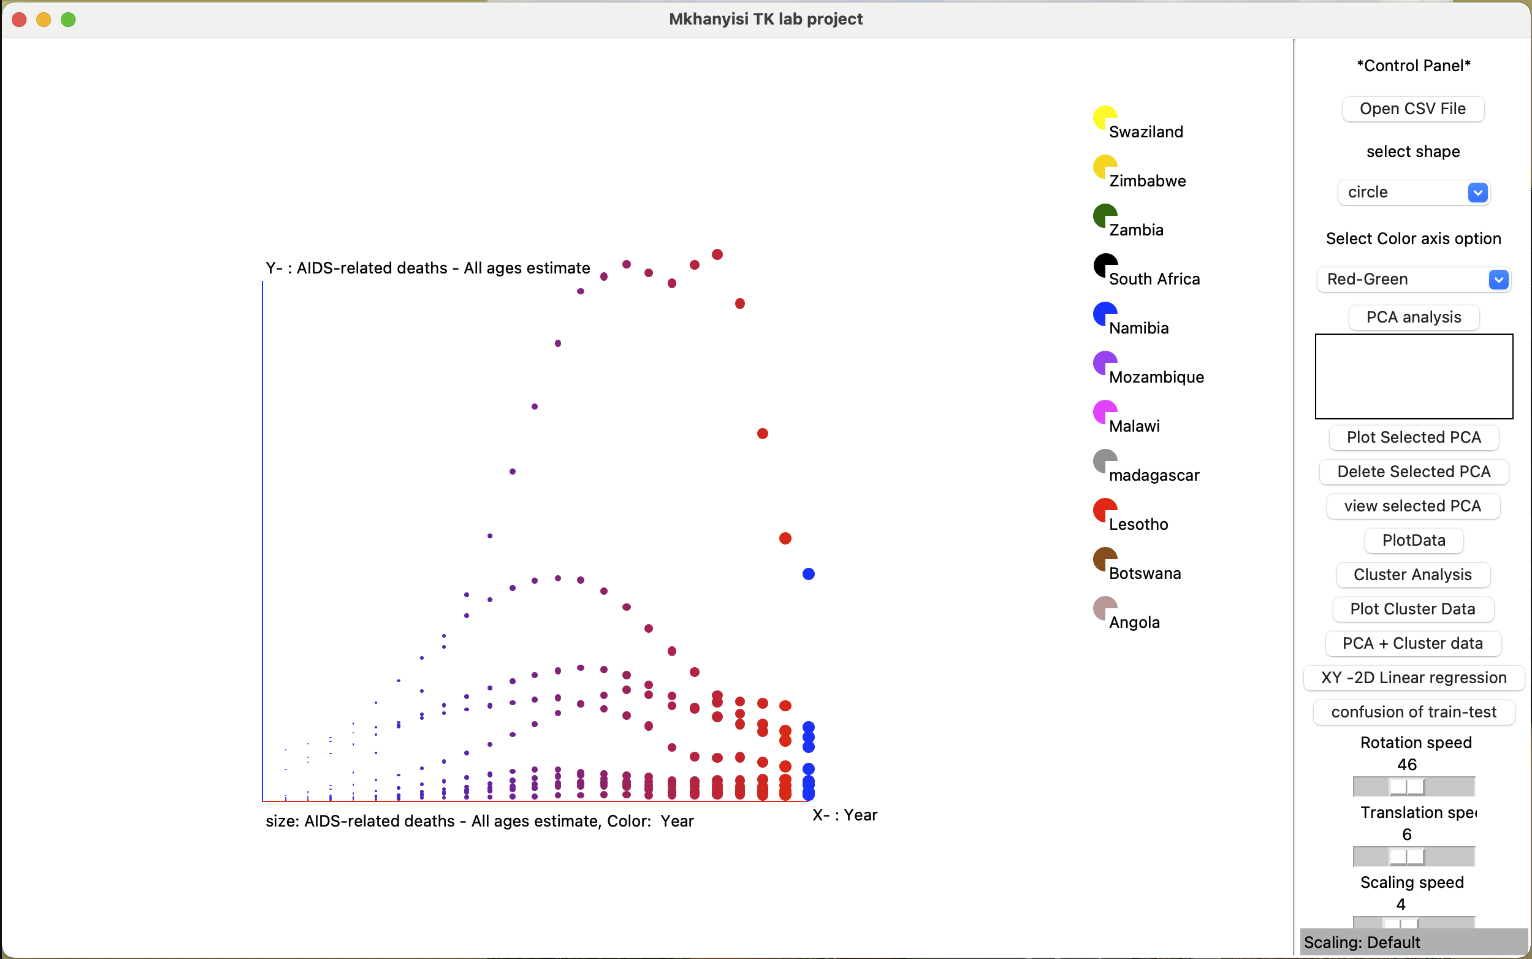 Mkhanyisi TK lab project
Y- : AIDS-related deaths - All ages estimate
size: AIDS-related deaths - All ages estimate, Color:  Year
X- : Year
Swaziland
Zimbabwe
Zambia
South Africa
Namibia
Mozambique
Malawi
madagascar
Lesotho
Botswana
Angola
*Control Panel*
Open CSV File
select shape
circle
Select Color axis option
Red-Green
PCA analysis
Plot Selected PCA
Delete Selected PCA
view selected PCA
PlotData
Cluster Analysis
Plot Cluster Data
PCA + Cluster data
XY -2D Linear regression
confusion of train-test
Rotation speed
46
Translation spee
6
Scaling speed
4
Scaling: Default